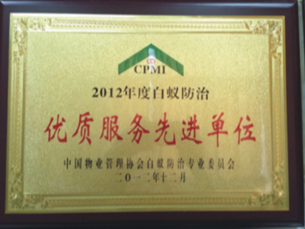 CPMI
2012年度白蚁防治
优质服务先进单位
中国物业管理协会白蚁防治专业委员会
二〇一二年十二月